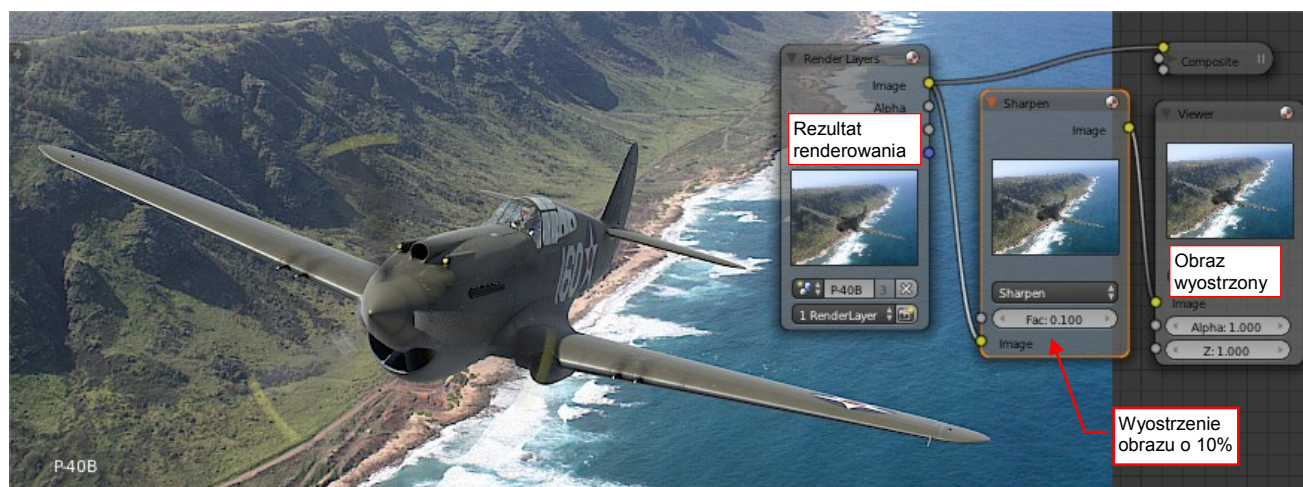 Render Layers
Image
Alpha
Rezultat
renderowania
P-40B
3
1 RenderLayer
Sharpen
Image
Sharpen
Fac: 0.100
Image
Composite
Viewer
Obraz
wyostrzony
Image
Alpha: 1.000
Z: 1.000
Wyostrzenie
obrazu o 10%
160
P-40B